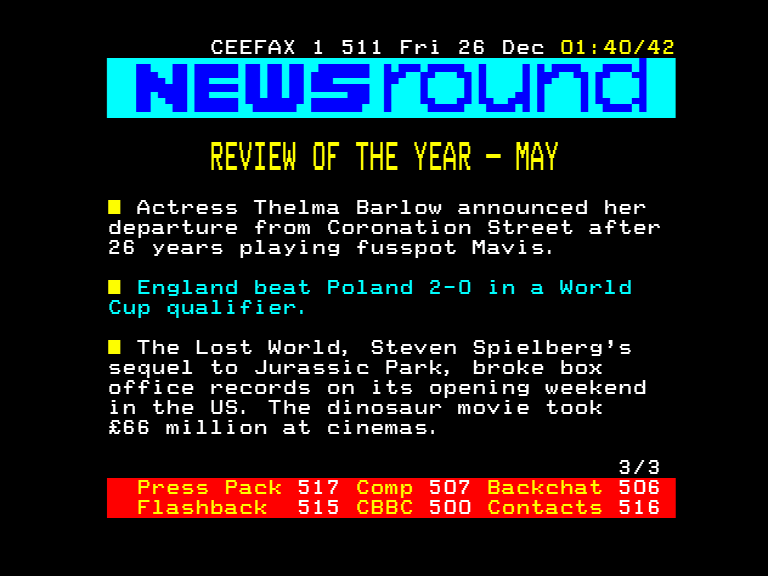 CEEFAX 1 511 Fri 26 Dec 01:40/42
NEWSround
REVIEW OF THE YEAR – MAY
Actress Thelma Barlow announced her
departure from Coronation Street after
26 years playing fusspot Mavis.
England beat Poland 2-0 in a World
Cup qualifier.
The Lost World, Steven Spielberg's
sequel to Jurassic Park, broke box
office records on its opening weekend
in the US. The dinosaur movie took
£66 million at cinemas.
3/3
Press Pack 517 Comp 507 Backchat 506
Flashback 515 CBBC 500 Contacts 516